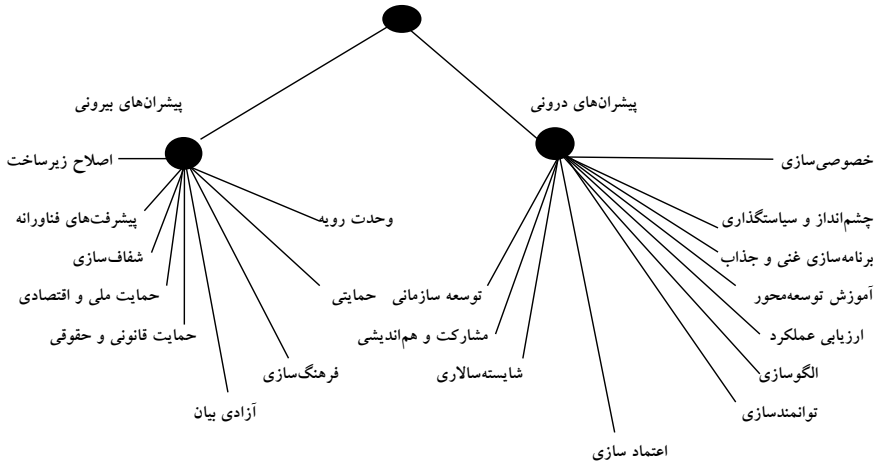 پیشران‌های درونی
پیشران‌های بیرونی
خصوصی‌سازی
اصلاح زیرساخت
چشم‌انداز و سیاستگذاری
وحدت رویه
پیشرفت‌های فناورانه
برنامه‌سازی غنی و جذاب
شفاف‌سازی
آموزش توسعه‌محور
توسعه سازمانی
حمایتی
حمایت ملی و اقتصادی
ارزیابی عملکرد
مشارکت و هم‌اندیشی
حمایت قانونی و حقوقی
الگوسازی
شایسته‌سالاری
فرهنگ‌سازی
توانمندسازی
آزادی بیان
اعتماد سازی